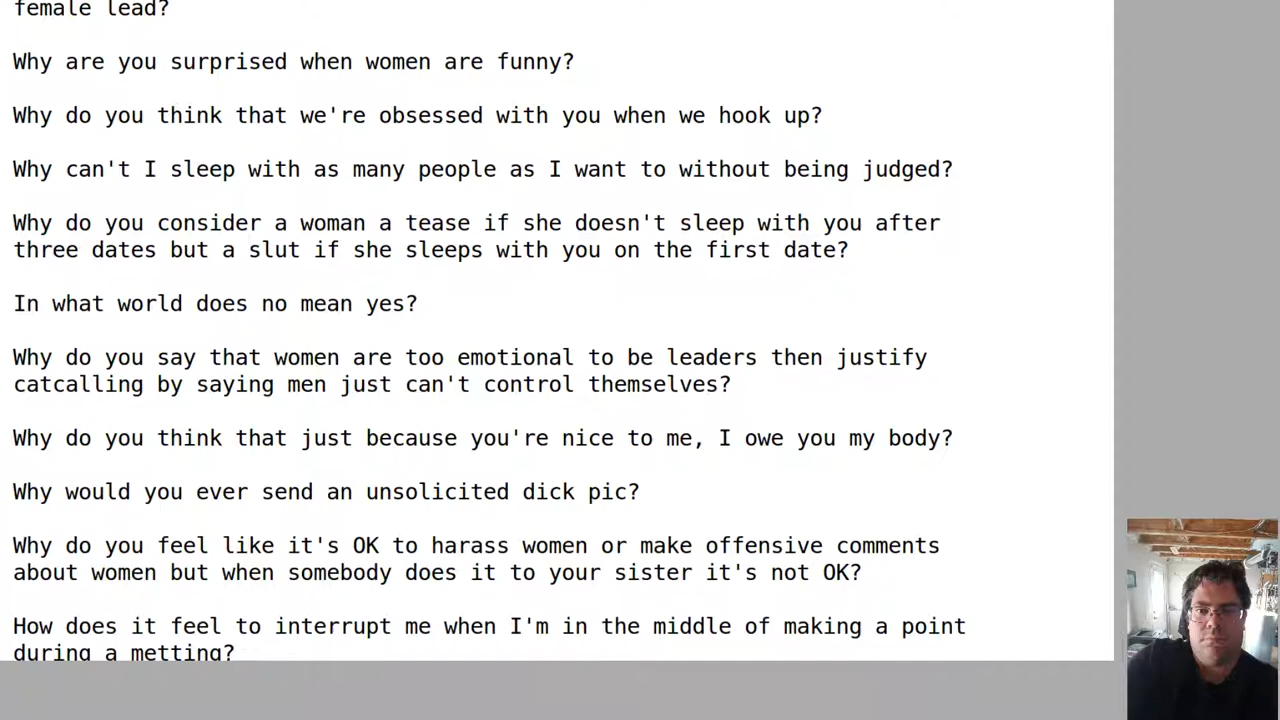 female lead?
Why are you surprised when women are funny?
Why do you think that we're obsessed with you when we hook up?
Why can't I sleep with as many people as I want to without being judged?
Why do you consider a woman a tease if she doesn't sleep with you after
three dates but a slut if she sleeps with you on the first date?
In what world does no mean yes?
Why do you say that women are too emotional to be leaders then justify
catcalling by saying men just can't control themselves?
Why do you think that just because you're nice to me, I owe you my body?
Why would you ever send an unsolicited dick pic?
Why do you feel like it's OK to harass women or make offensive comments
about women but when somebody does it to your sister it's not OK?
How does it feel to interrupt me when I'm in the middle of making a point
during a metting?